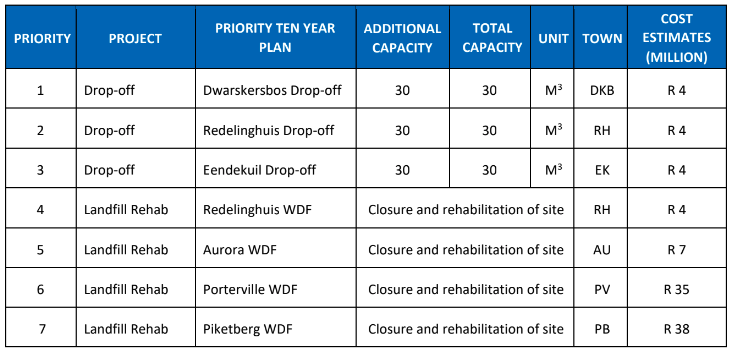 PRIORITY PROJECT PRIORITY TEN YEAR PLAN ADDITIONAL CAPACITY TOTAL CAPACITY UNIT TOWN COST ESTIMATES (MILLION)
1 Drop-off Dwarskersbos Drop-off 30 30 M³ DKB R 4
2 Drop-off Redelinghuis Drop-off 30 30 M³ RH R 4
3 Drop-off Eendekuil Drop-off 30 30 M³ EK R 4
4 Landfill Rehab Redelinghuis WDF Closure and rehabilitation of site RH R 4
5 Landfill Rehab Aurora WDF Closure and rehabilitation of site AU R 7
6 Landfill Rehab Porterville WDF Closure and rehabilitation of site PV R 35
7 Landfill Rehab Piketberg WDF Closure and rehabilitation of site PB R 38